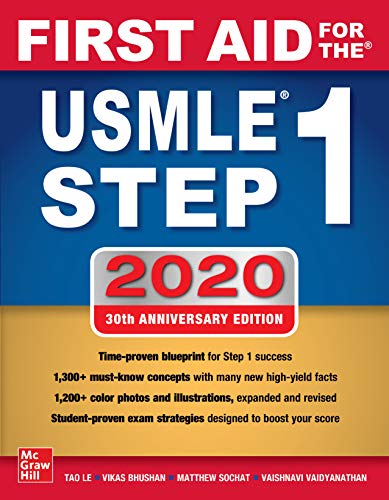 FIRST AID FOR THE®
USMLE® STEP 1
2020
30th ANNIVERSARY EDITION
Time-proven blueprint for Step 1 success
1,300+ must-know concepts with many new high-yield facts
1,200+ color photos and illustrations, expanded and revised
Student-proven exam strategies designed to boost your score
Mc
Graw
Hill
TAO LE • VIKAS BHUSHAN • MATTHEW SOCHAT • VAISHNAVI VAIDYANATHAN